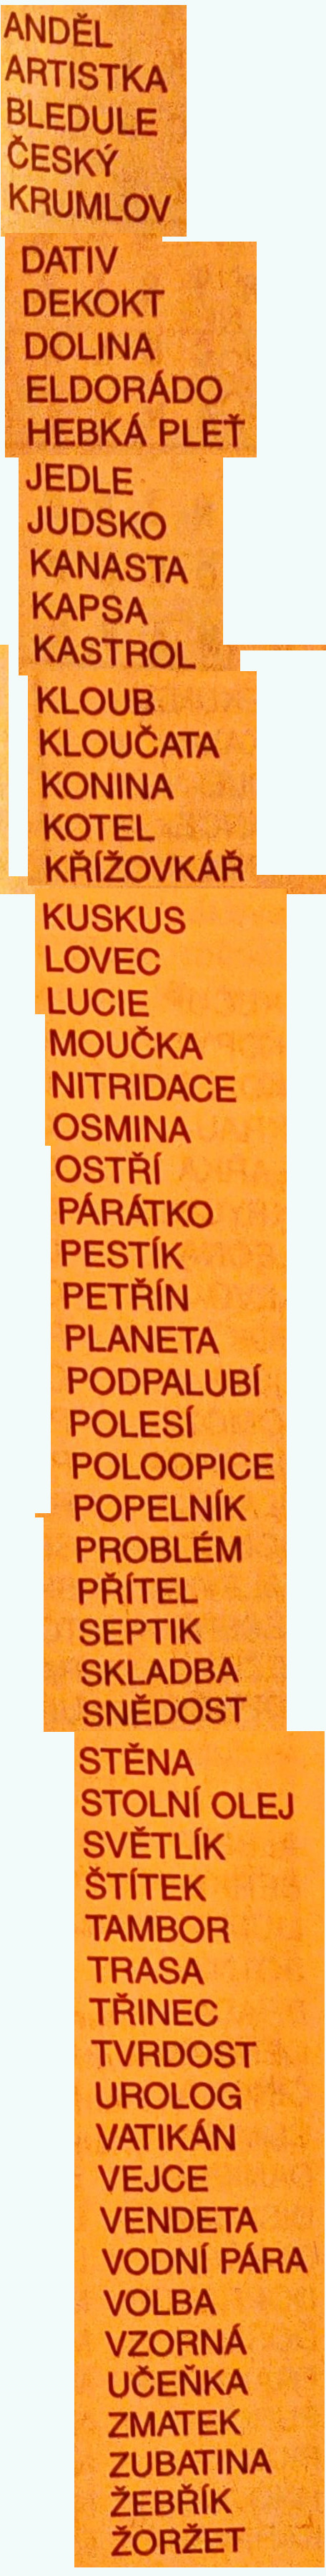 ANDĚL
ARTISTKA
BLEDULE
ČESKÝ
KRUMLOV
DATIV
DEKOKT
DOLINA
ELDORÁDO
HEBKÁ PLEŤ
JEDLE
JUDSKO
KANASTA
KAPSA
KASTROL
KLOUB
KLOUČATA
KONINA
KOTEL
KŘÍŽOVKÁŘ
KUSKUS
LOVEC
LUCIE
MOUČKA
NITRIDACE
OSMINA
OSTŘÍ
PÁRÁTKO
PESTÍK
PETŘÍN
PLANETA
PODPALUBÍ
POLESÍ
POLOOPICE
POPELNÍK
PROBLÉM
PŘÍTEL
SEPTIK
SKLADBA
SNĚDOST
STĚNA
STOLNÍ OLEJ
SVĚTLÍK
ŠTÍTEK
TAMBOR
TRASA
TŘINEC
TVRDOST
UROLOG
VATIKÁN
VEJCE
VENDETA
VODNÍ PÁRA
VOLBA
VZORNÁ
UČEŇKA
ZMATEK
ZUBATINA
ŽEBŘÍK
ŽORŽET